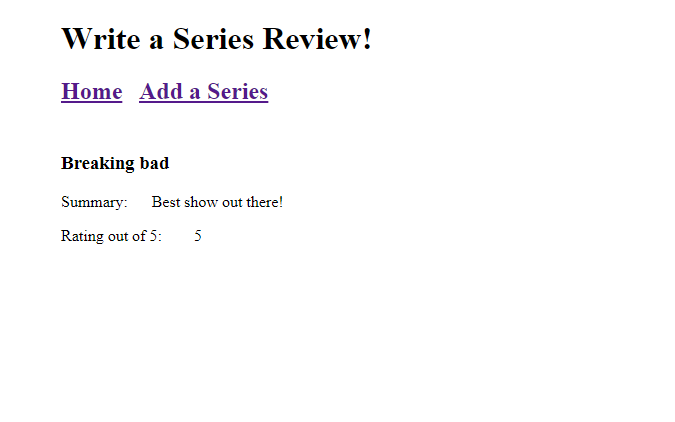 Write a Series Review!
Home Add a Series
Breaking bad
Summary: Best show out there!
Rating out of 5: 5